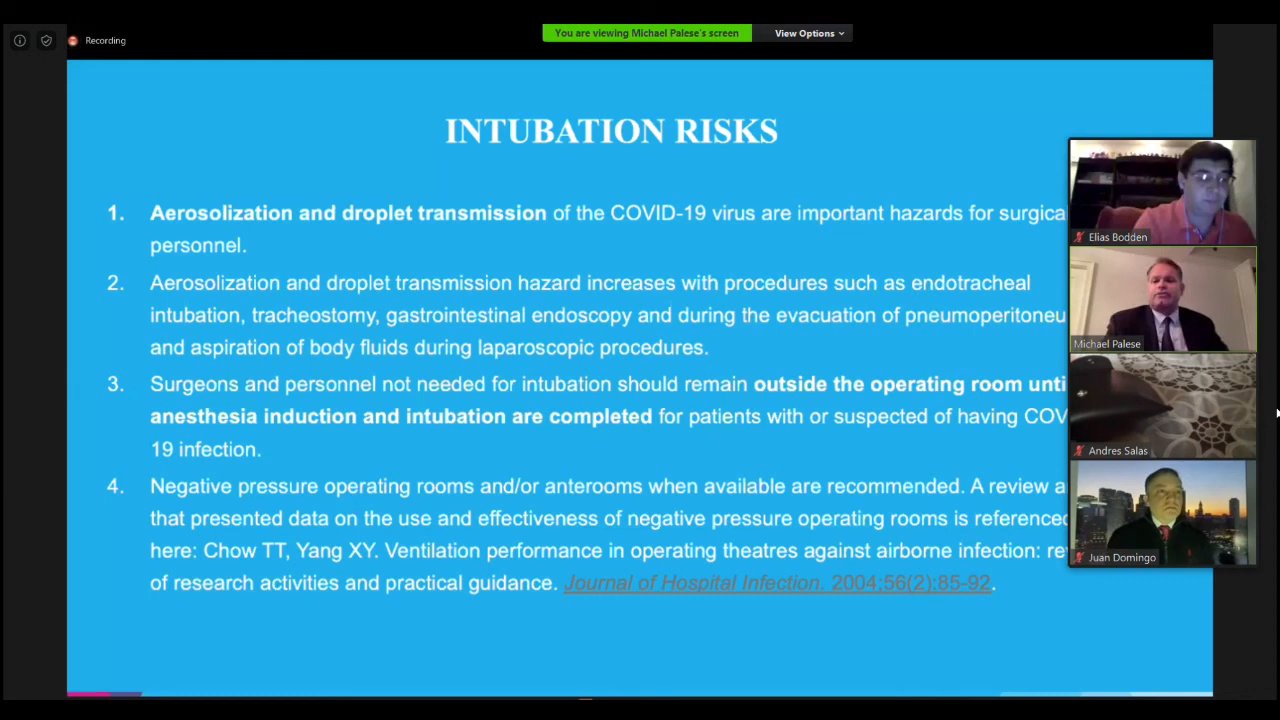 Recording
You are viewing Michael Palese's screen
View Options
INTUBATION RISKS
1. Aerosolization and droplet transmission of the COVID-19 virus are important hazards for surgica
personnel.
2. Aerosolization and droplet transmission hazard increases with procedures such as endotracheal
intubation, tracheostomy, gastrointestinal endoscopy and during the evacuation of pneumoperitoneu
and aspiration of body fluids during laparoscopic procedures.
3. Surgeons and personnel not needed for intubation should remain outside the operating room unti
anesthesia induction and intubation are completed for patients with or suspected of having COV
19 infection.
4. Negative pressure operating rooms and/or anterooms when available are recommended. A review a
that presented data on the use and effectiveness of negative pressure operating rooms is referenced
here: Chow TT, Yang XY. Ventilation performance in operating theatres against airborne infection: re
of research activities and practical guidance. Journal of Hospital Infection. 2004;56(2):85-92.
Elias Bodden
Michael Palese
Andres Salas
Juan Domingo